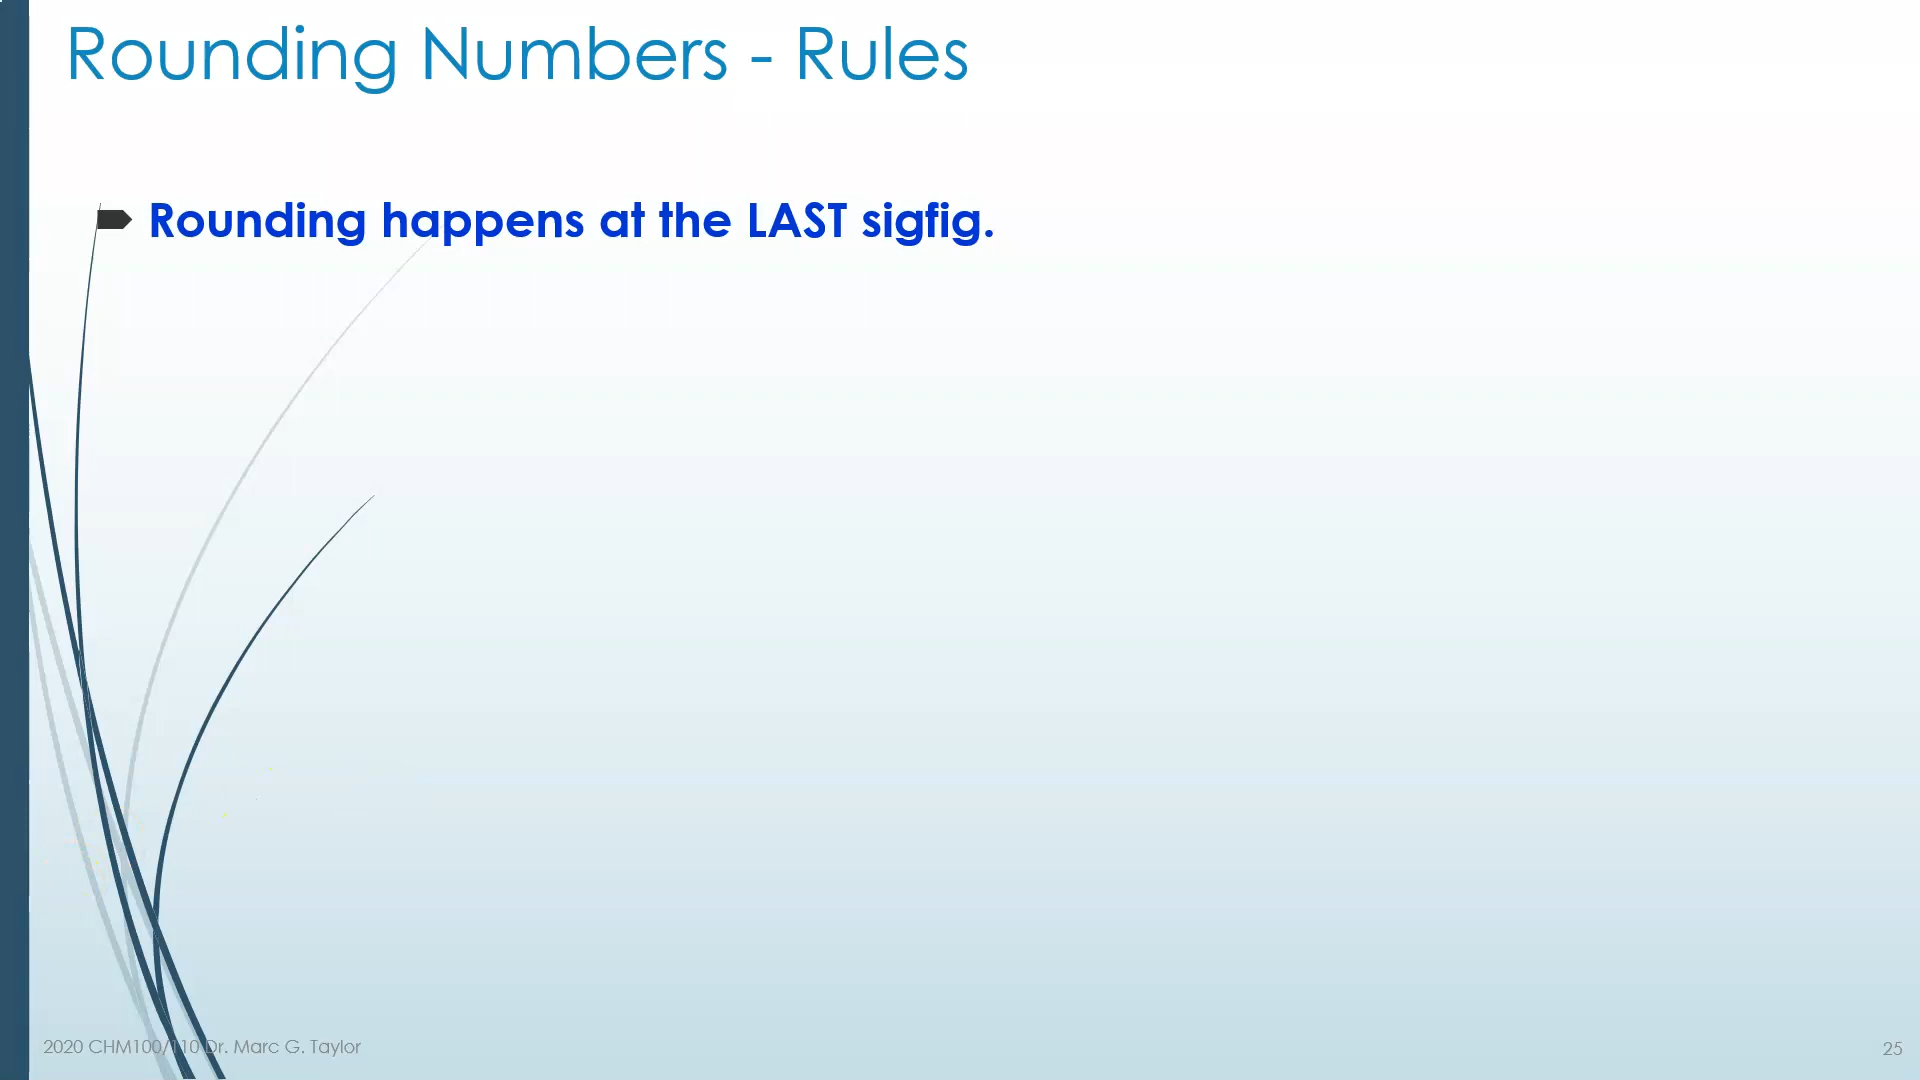 Rounding Numbers - Rules
Rounding happens at the LAST sigfig.
2020 CHM100/110 Dr. Marc G. Taylor
25